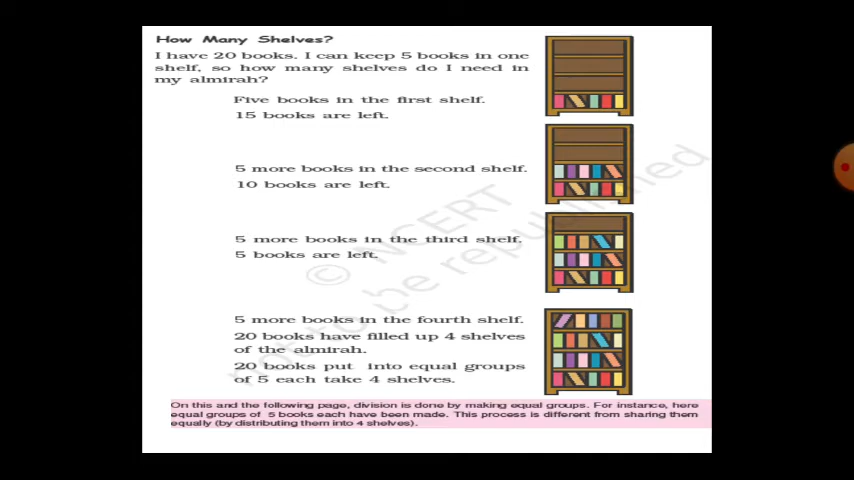 How Many Shelves?
I have 20 books. I can keep 5 books in one
shelf, so how many shelves do I need in
my almirah?
Five books in the first shelf.
15 books are left.
5 more books in the second shelf.
10 books are left.
5 more books in the third shelf.
5 books are left.
5 more books in the fourth shelf.
20 books have filled up 4 shelves
of the almirah.
20 books put into equal groups
of 5 each take 4 shelves.
On this and the following page, division is done by making equal groups. For instance, here
equal groups of 5 books each have been made. This process is different from sharing them
equally (by distributing them into 4 shelves).
© NCERT
not to be republished